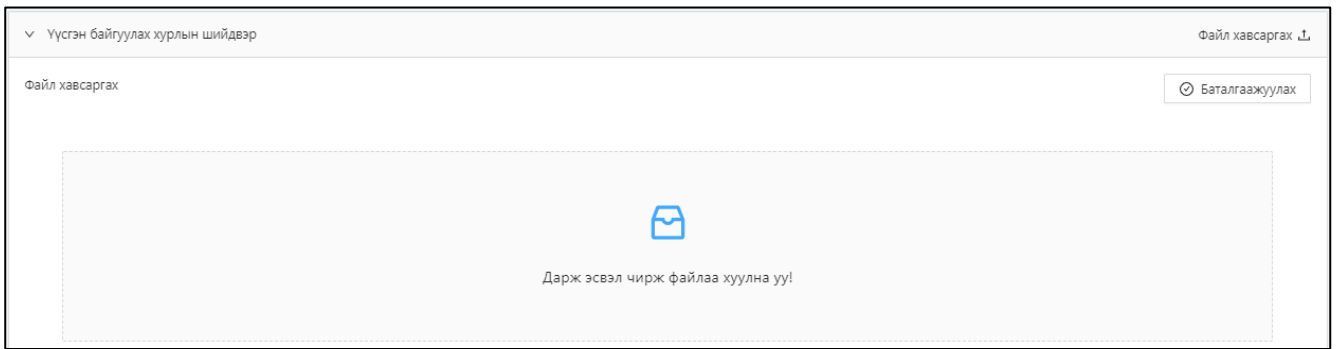 Үүсгэн байгуулах хурлын шийдвэр
Файл хавсаргах
Файл хавсаргах
Баталгаажуулах
Дарж эсвэл чирж файлаа хуулна уу!